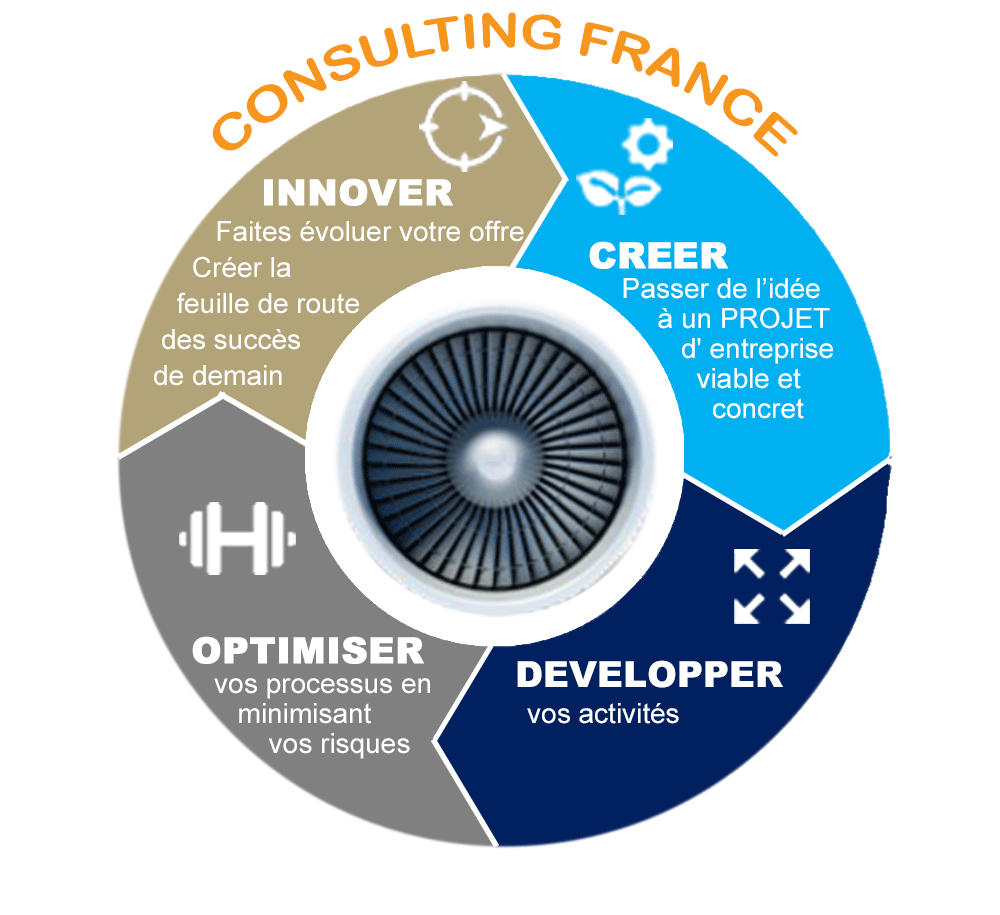 CONSULTING FRANCE
INNOVER
Faites évoluer votre offre
Créer la
feuille de route
des succès
de demain
CREER
Passer de l’idée
à un PROJET
d' entreprise
viable et
concret
DEVELOPPER
vos activités
OPTIMISER
vos processus en
minimisant
vos risques